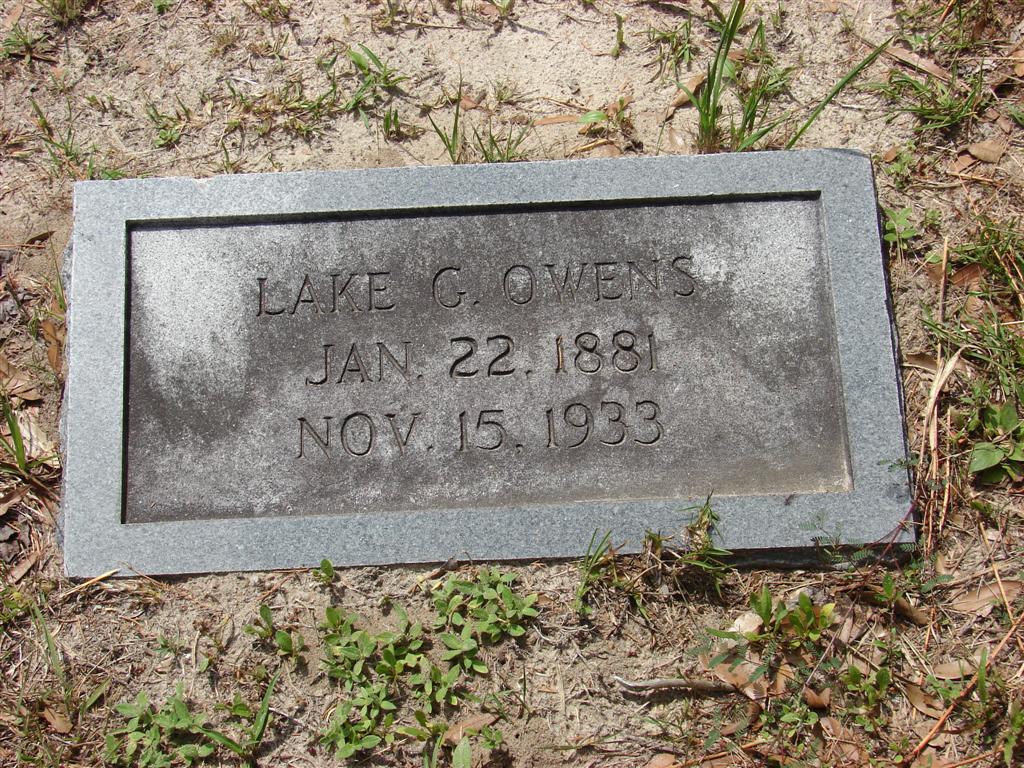 LAKE G. OWENS
JAN. 22. 1881
NOV. 15, 1933